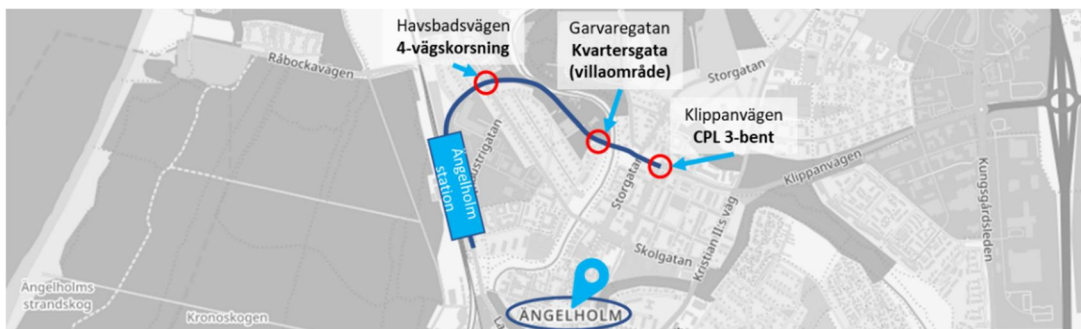 Havsbadsvägen
4-vägskorsning
Garvaregatan
Kvartersgata
(villaområde)
Storgatan
Råbockavägen
Klippanvägen
CPL 3-bent
Ängelholm
station
Storgatan
Klippanvägen
Kungsgårdsleden
Kristian II:s väg
Skolgatan
Ängelholms
strandskog
Kronoskogen
ÄNGELHOLM